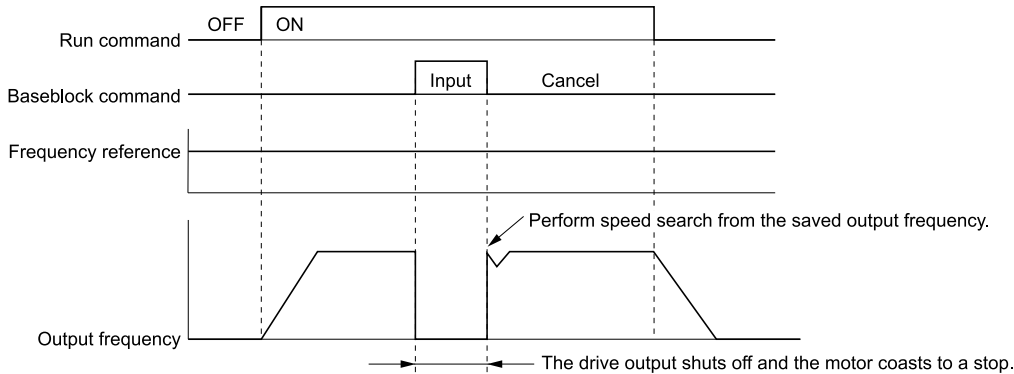 OFF
ON
Run command
Input
Cancel
Baseblock command
Frequency reference
Perform speed search from the saved output frequency.
Output frequency
The drive output shuts off and the motor coasts to a stop.